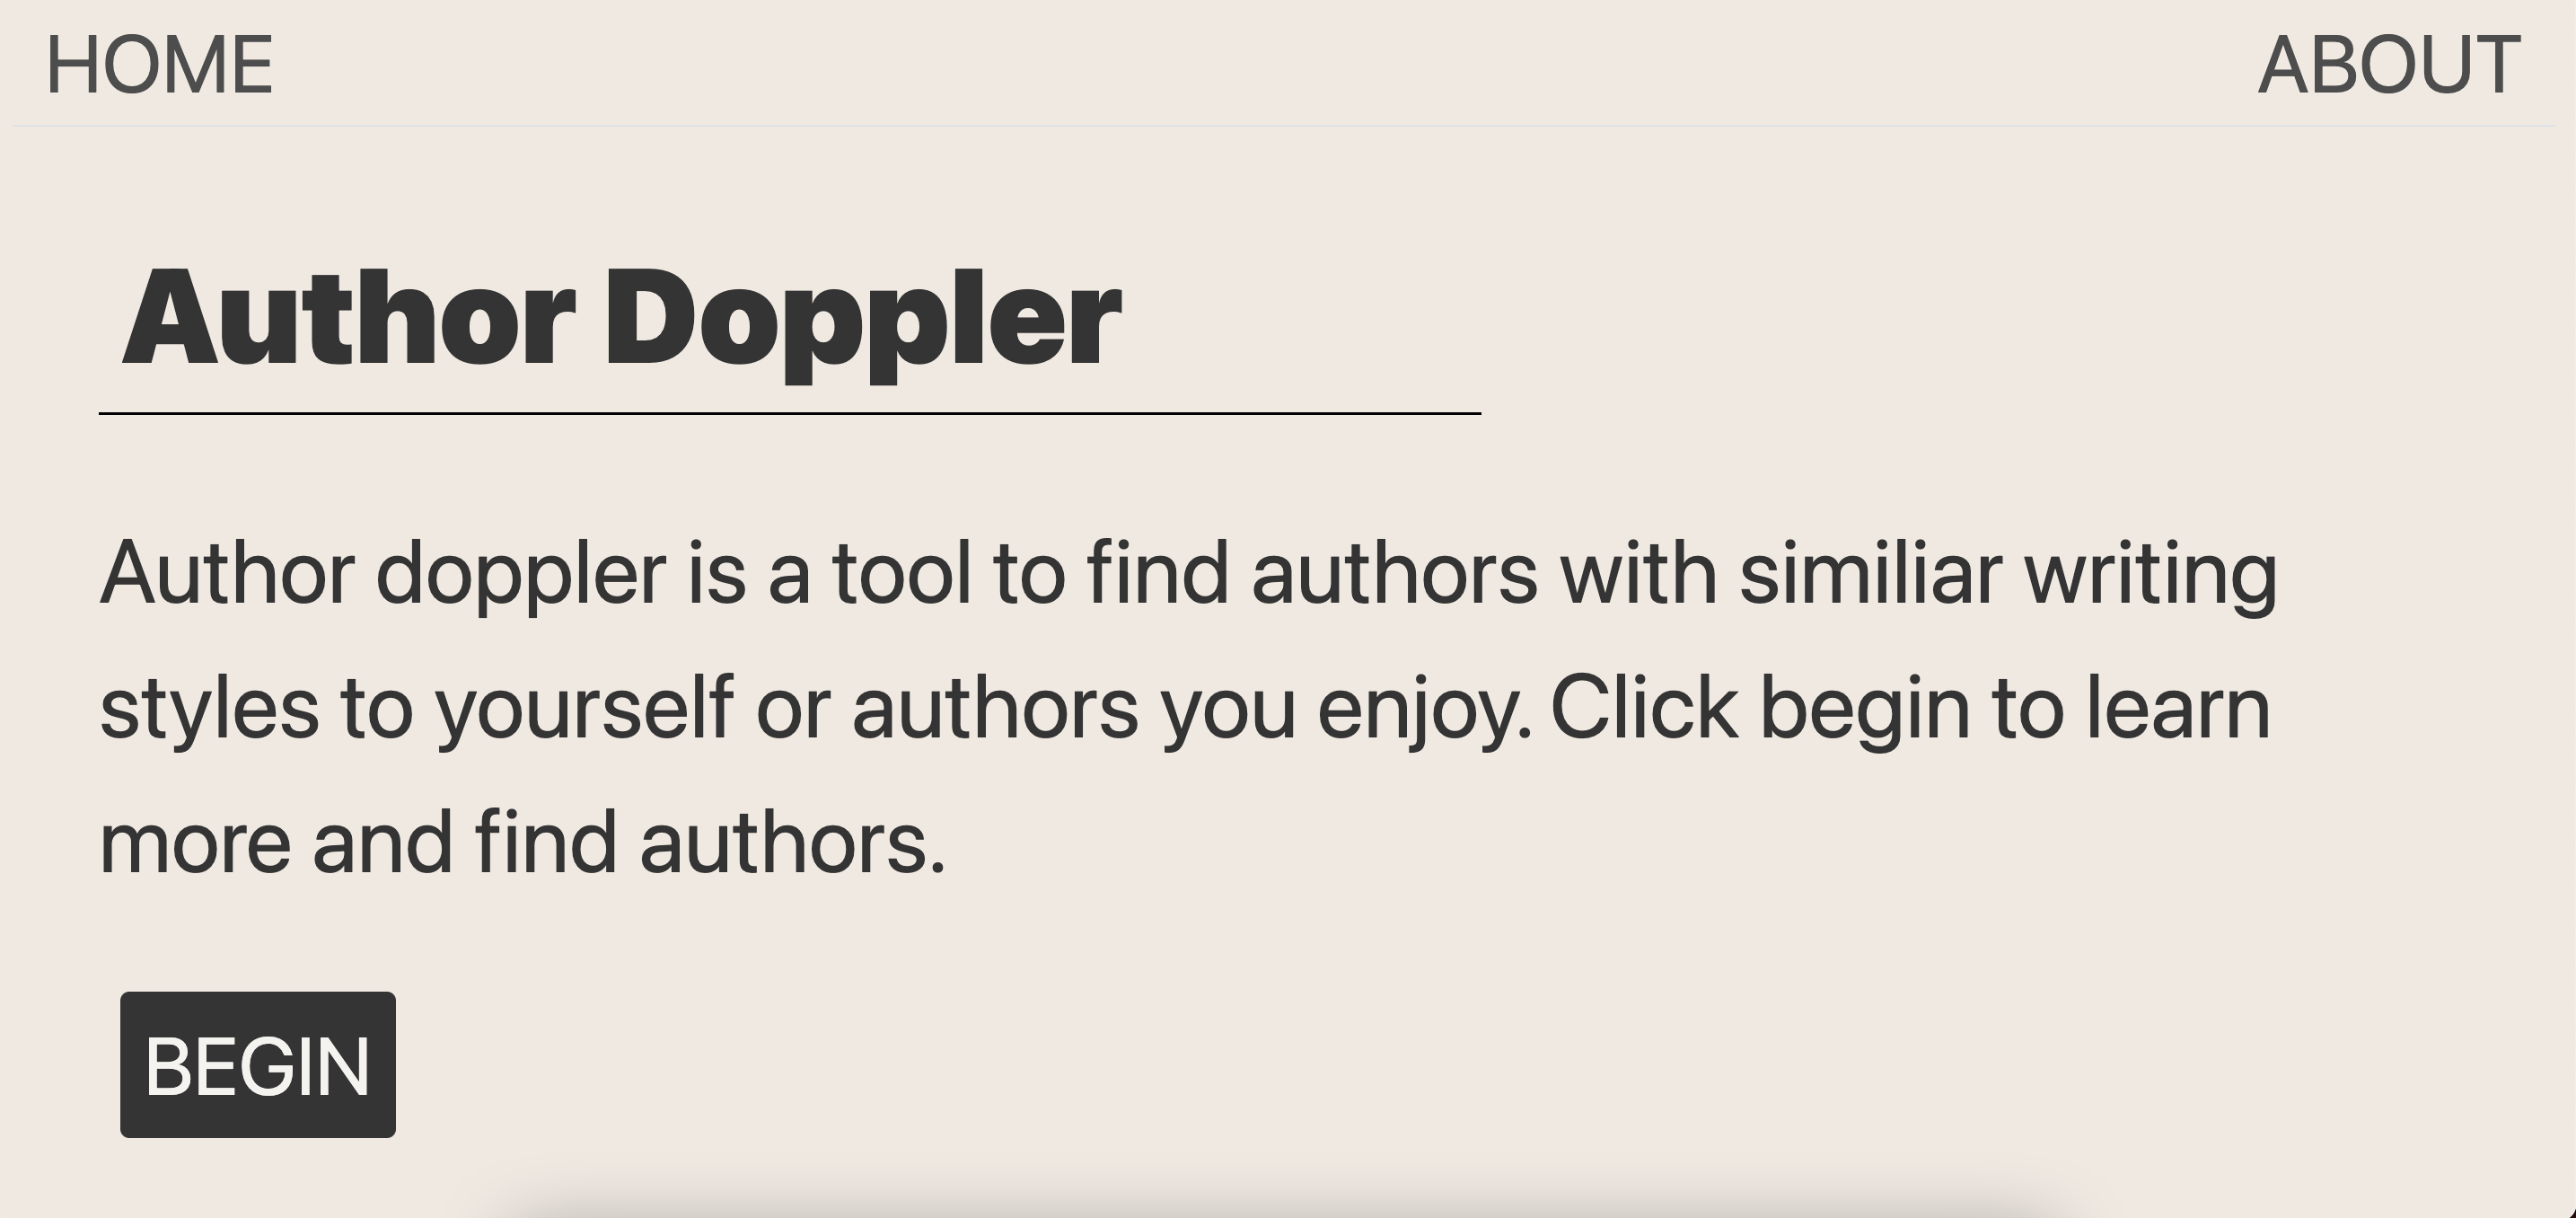 HOME ABOUT
Author Doppler
Author doppler is a tool to find authors with similiar writing
styles to yourself or authors you enjoy. Click begin to learn
more and find authors.
BEGIN